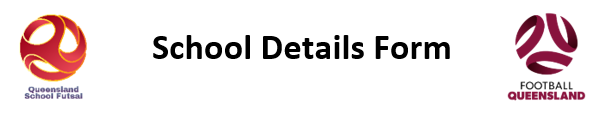 School Details Form
Queensland
School Futsal
FOOTBALL
QUEENSLAND